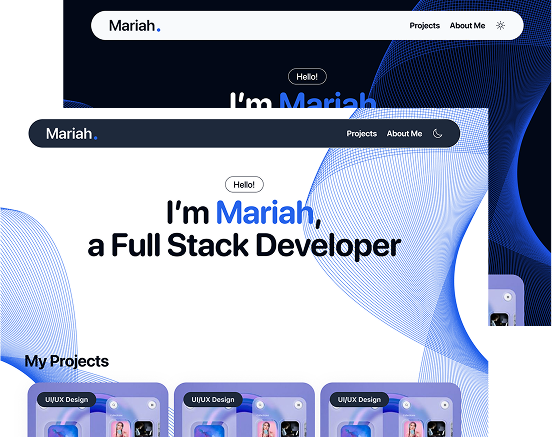 Mariah.
Projects About Me
Hello!
I'm Mariah
Mariah.
Projects About Me
Hello!
I'm Mariah,
a Full Stack Developer
My Projects
UI/UX Design
UI/UX Design
UI/UX Design